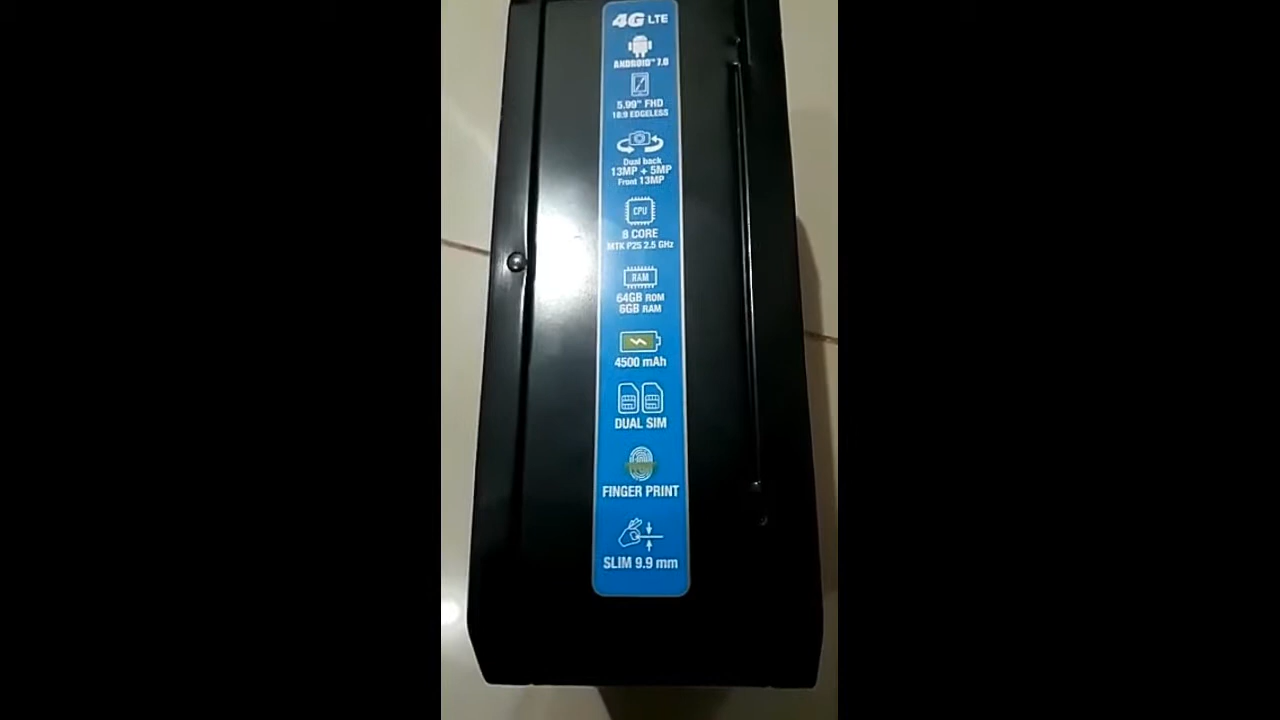 4G LTE
ANDROID™ 7.0
5.99" FHD
18:9 EDGELESS
Dual back
13MP + 5MP
Front 13MP
CPU
8 CORE
MTK P25 2.5 GHz
RAM
64GB ROM
6GB RAM
4500 mAh
DUAL SIM
FINGER PRINT
SLIM 9.9 mm